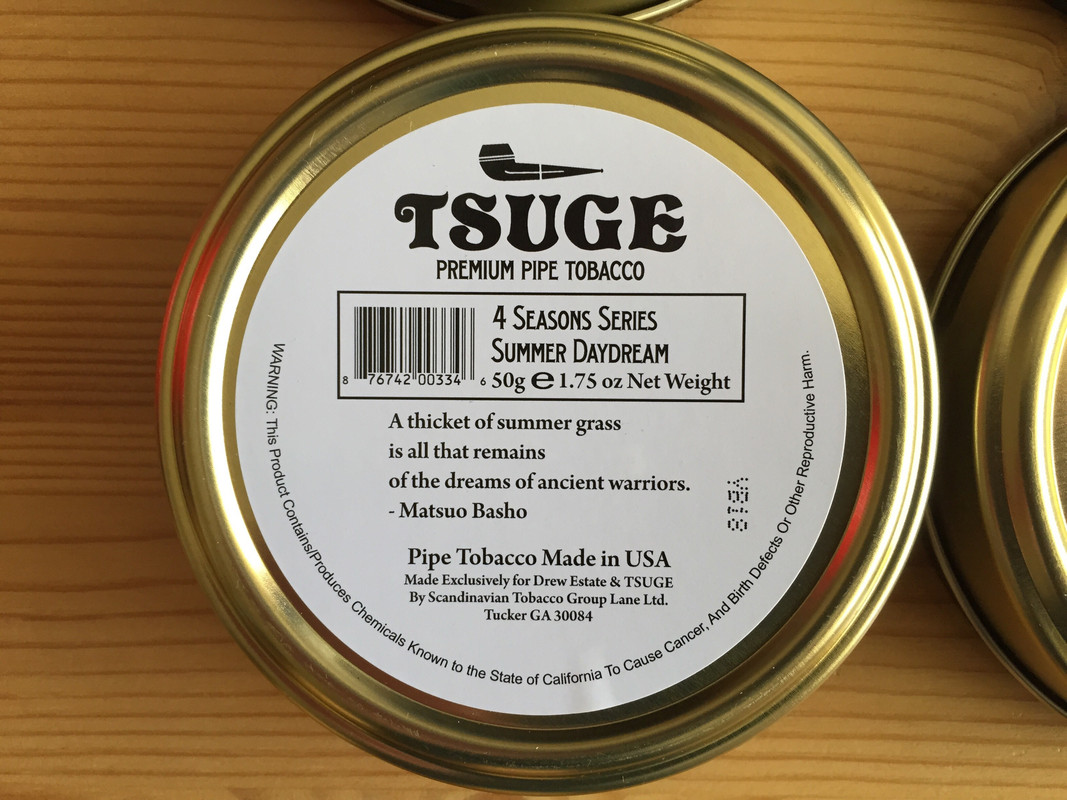 TSUGE
PREMIUM PIPE TOBACCO
4 SEASONS SERIES
SUMMER DAYDREAM
50g ℮ 1.75 oz Net Weight
8 76742 00334 6
A thicket of summer grass
is all that remains
of the dreams of ancient warriors.
- Matsuo Basho
Pipe Tobacco Made in USA
Made Exclusively for Drew Estate & TSUGE
By Scandinavian Tobacco Group Lane Ltd.
Tucker GA 30084
WARNING: This Product Contains/Produces Chemicals Known to the State of California To Cause Cancer, And Birth Defects Or Other Reproductive Harm.